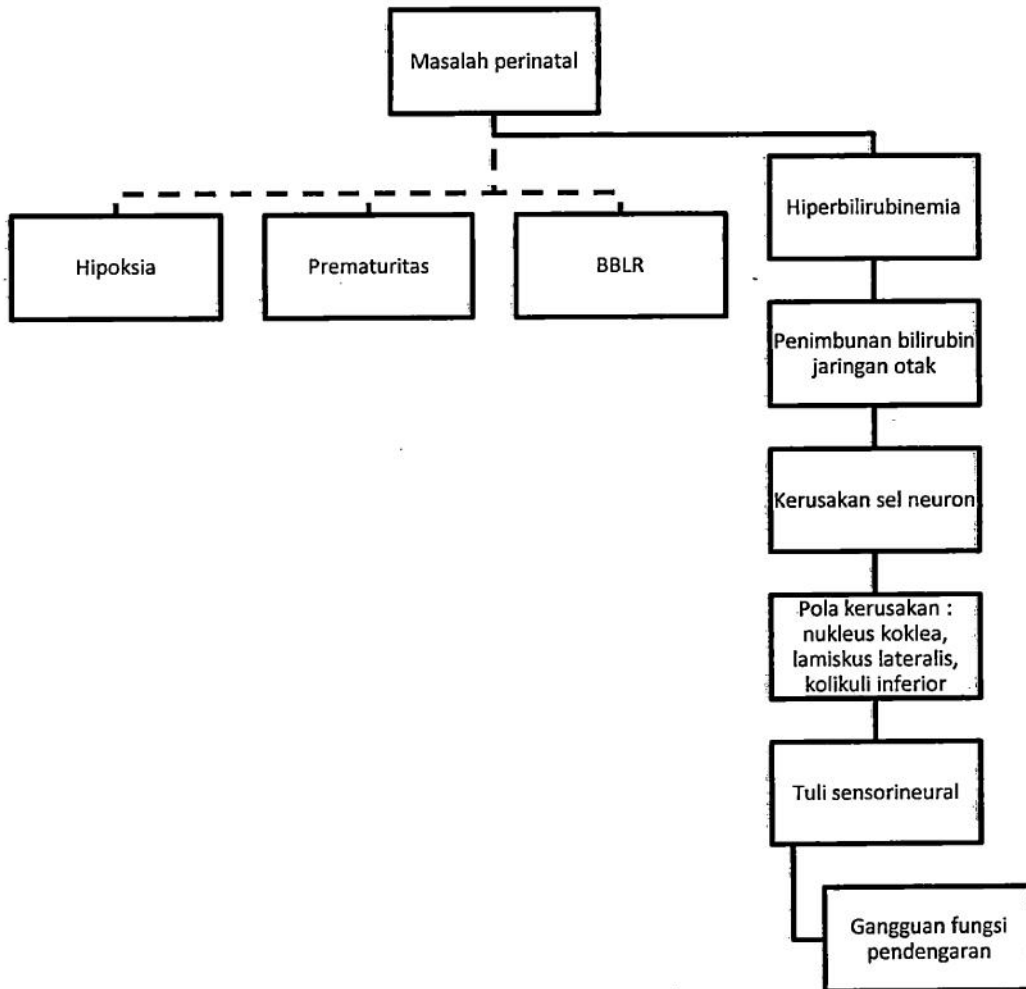 Masalah perinatal
Hiperbilirubinemia
Hipoksia
Prematuritas
BBLR
Penimbunan bilirubin
jaringan otak
Kerusakan sel neuron
Pola kerusakan :
nukleus koklea,
lamiskus lateralis,
kolikuli inferior
Tuli sensorineural
Gangguan fungsi
pendengaran